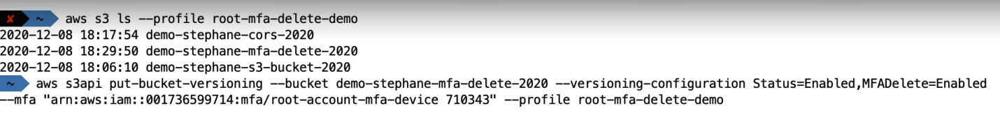 ✘ ~ aws s3 ls --profile root-mfa-delete-demo
2020-12-08 18:17:54 demo-stephane-cors-2020
2020-12-08 18:29:50 demo-stephane-mfa-delete-2020
2020-12-08 18:06:10 demo-stephane-s3-bucket-2020
~ aws s3api put-bucket-versioning --bucket demo-stephane-mfa-delete-2020 --versioning-configuration Status=Enabled,MFADelete=Enabled
--mfa "arn:aws:iam::001736599714:mfa/root-account-mfa-device 710343" --profile root-mfa-delete-demo